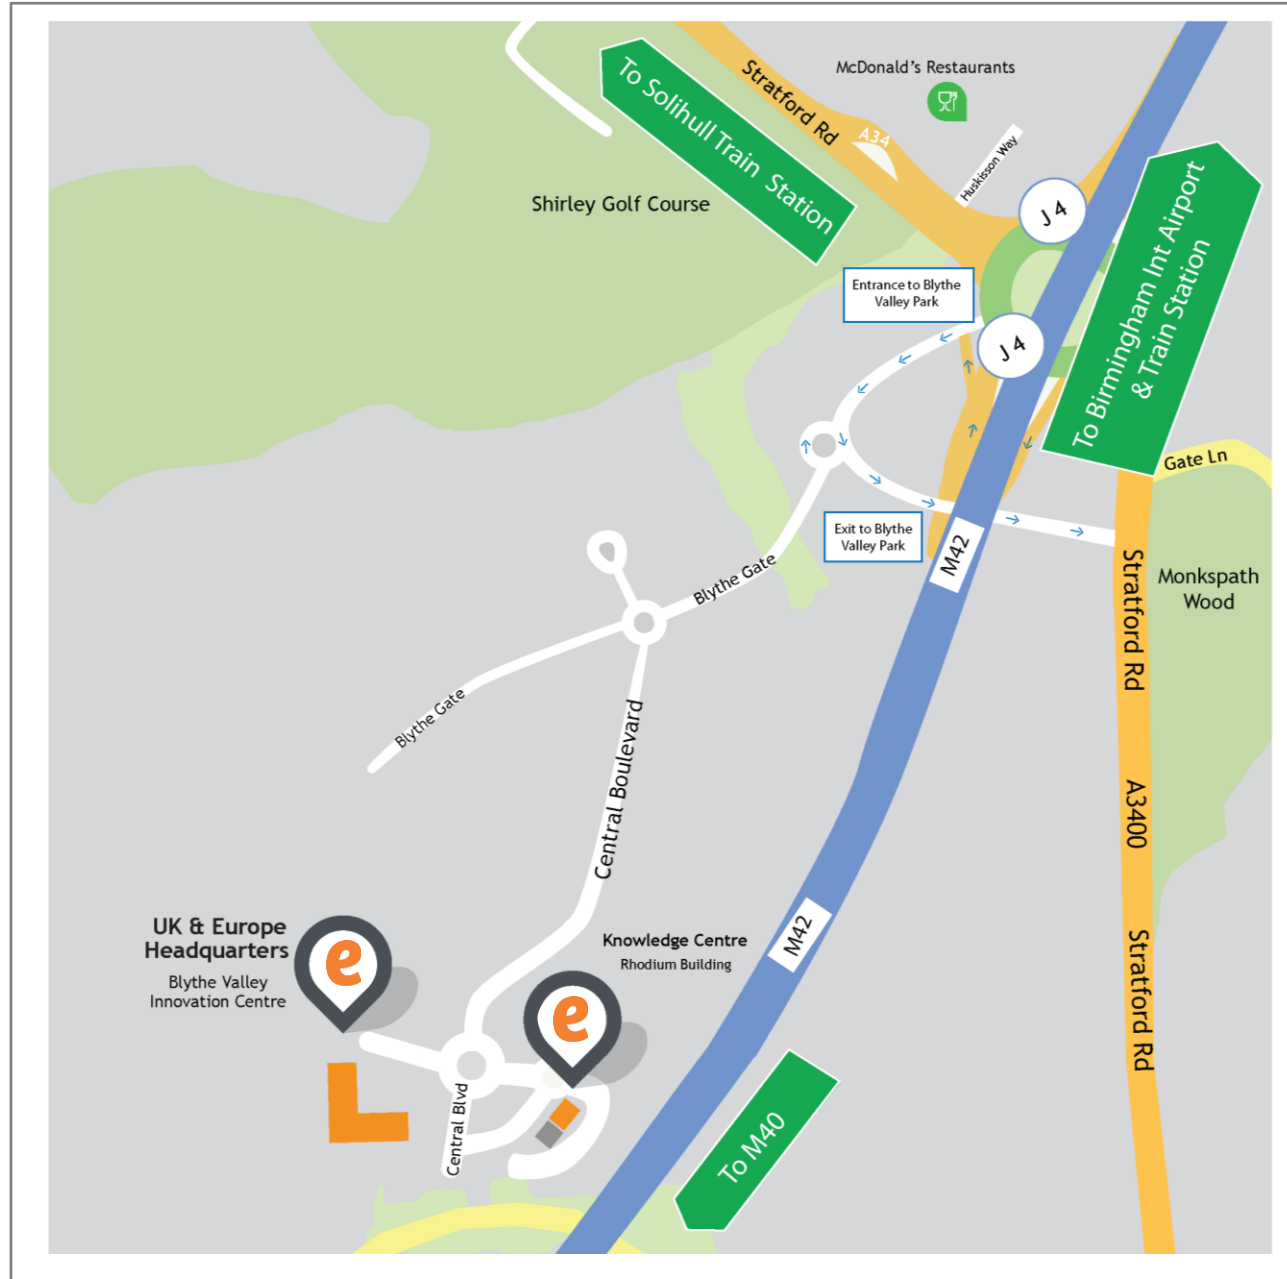 McDonald's Restaurants
Stratford Rd
A34
To Solihull Train Station
Huskisson Way
Shirley Golf Course
J 4
To Birmingham Int Airport
& Train Station
Entrance to Blythe
Valley Park
J 4
Gate Ln
Exit to Blythe
Valley Park
M42
Blythe Gate
Monkspath
Wood
Stratford Rd
Blythe Gate
Central Boulevard
A3400
UK & Europe
Headquarters
Blythe Valley
Innovation Centre
e
Knowledge Centre
Rhodium Building
e
M42
Stratford Rd
Central Blvd
To M40